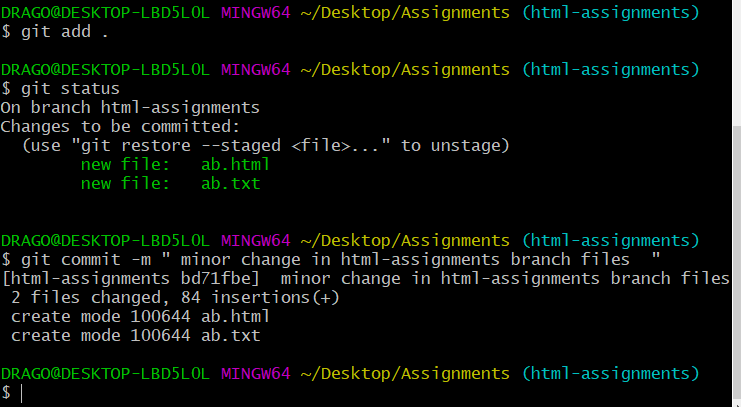 DRAGO@DESKTOP-LBD5LOL MINGW64 ~/Desktop/Assignments (html-assignments)
$ git add .
DRAGO@DESKTOP-LBD5LOL MINGW64 ~/Desktop/Assignments (html-assignments)
$ git status
On branch html-assignments
Changes to be committed:
  (use "git restore --staged <file>..." to unstage)
        new file:   ab.html
        new file:   ab.txt
DRAGO@DESKTOP-LBD5LOL MINGW64 ~/Desktop/Assignments (html-assignments)
$ git commit -m " minor change in html-assignments branch files  "
[html-assignments bd71fbe]  minor change in html-assignments branch files
 2 files changed, 84 insertions(+)
 create mode 100644 ab.html
 create mode 100644 ab.txt
DRAGO@DESKTOP-LBD5LOL MINGW64 ~/Desktop/Assignments (html-assignments)
$